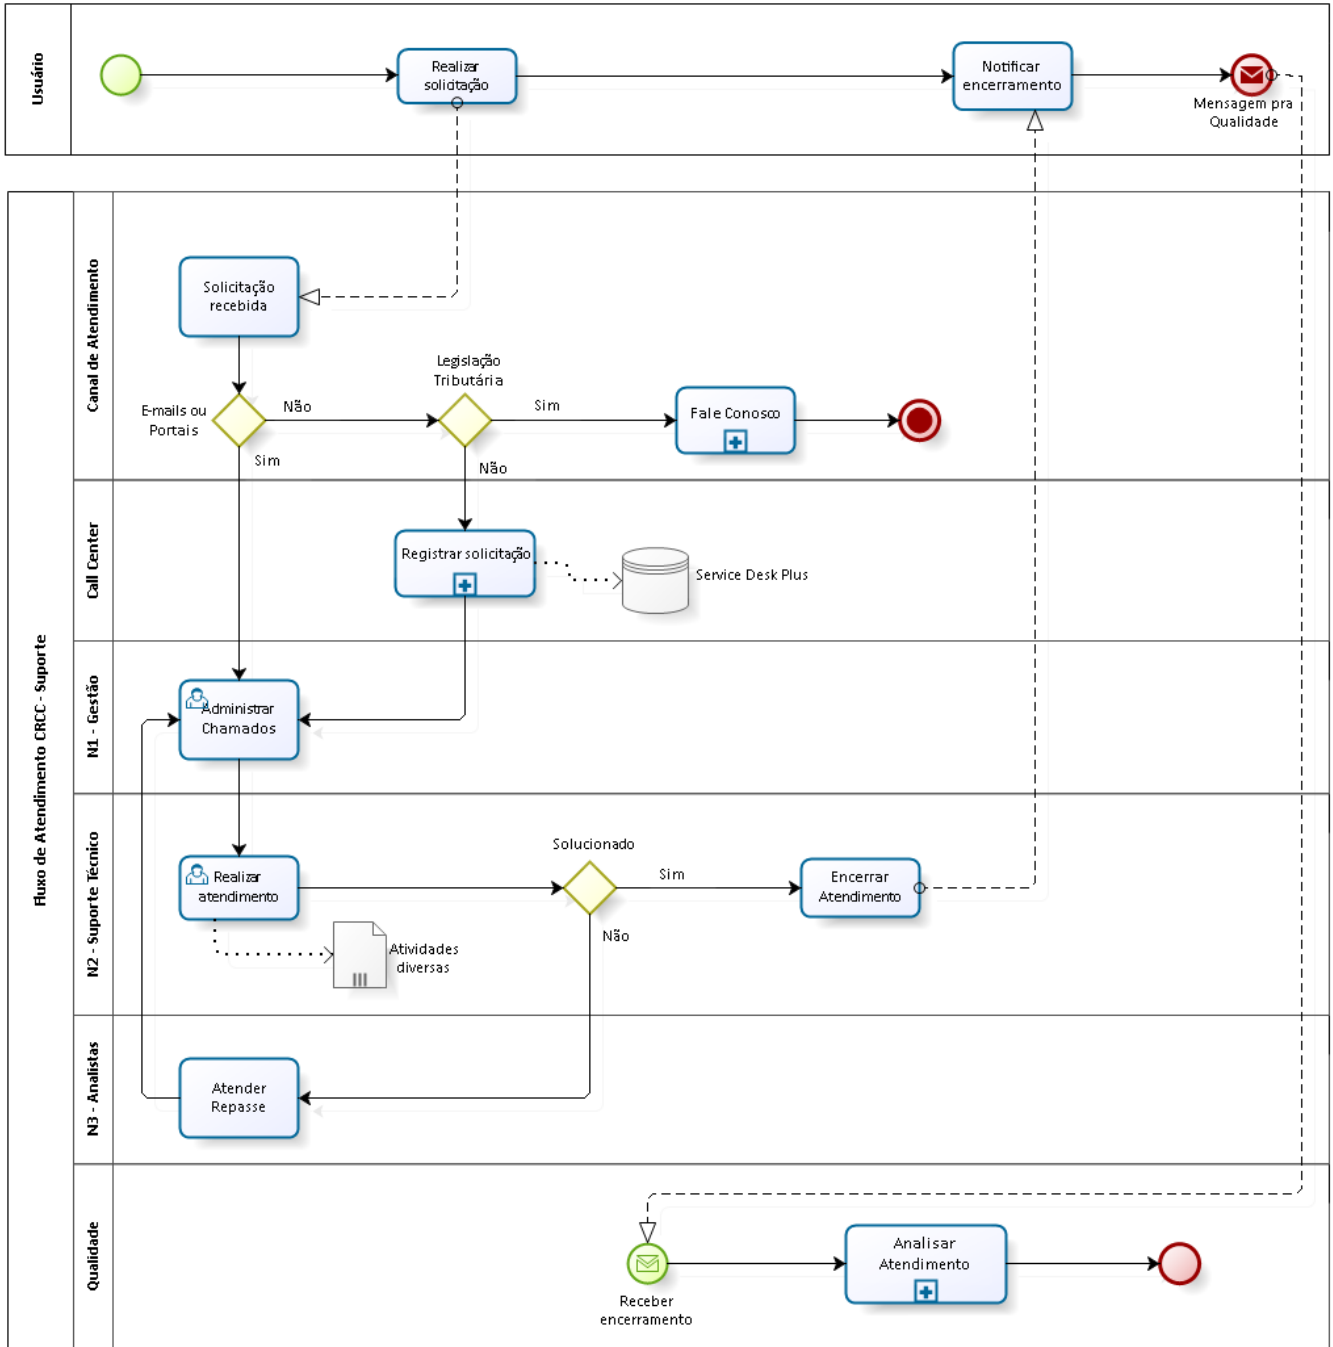 Usuário
Realizar
solicitação
Notificar
encerramento
Mensagem pra
Qualidade
Fluxo de Atendimento CRCC - Suporte
Canal de Atendimento
Solicitação
recebida
E-mails ou
Portais
Não
Sim
Legislação
Tributária
Sim
Não
Fale Conosco
Call Center
Registrar solicitação
Service Desk Plus
N1 - Gestão
Administrar
Chamados
N2 - Suporte Técnico
Realizar
atendimento
Atividades
diversas
Solucionado
Sim
Não
Encerrar
Atendimento
N3 - Analistas
Atender
Repasse
Qualidade
Receber
encerramento
Analisar
Atendimento